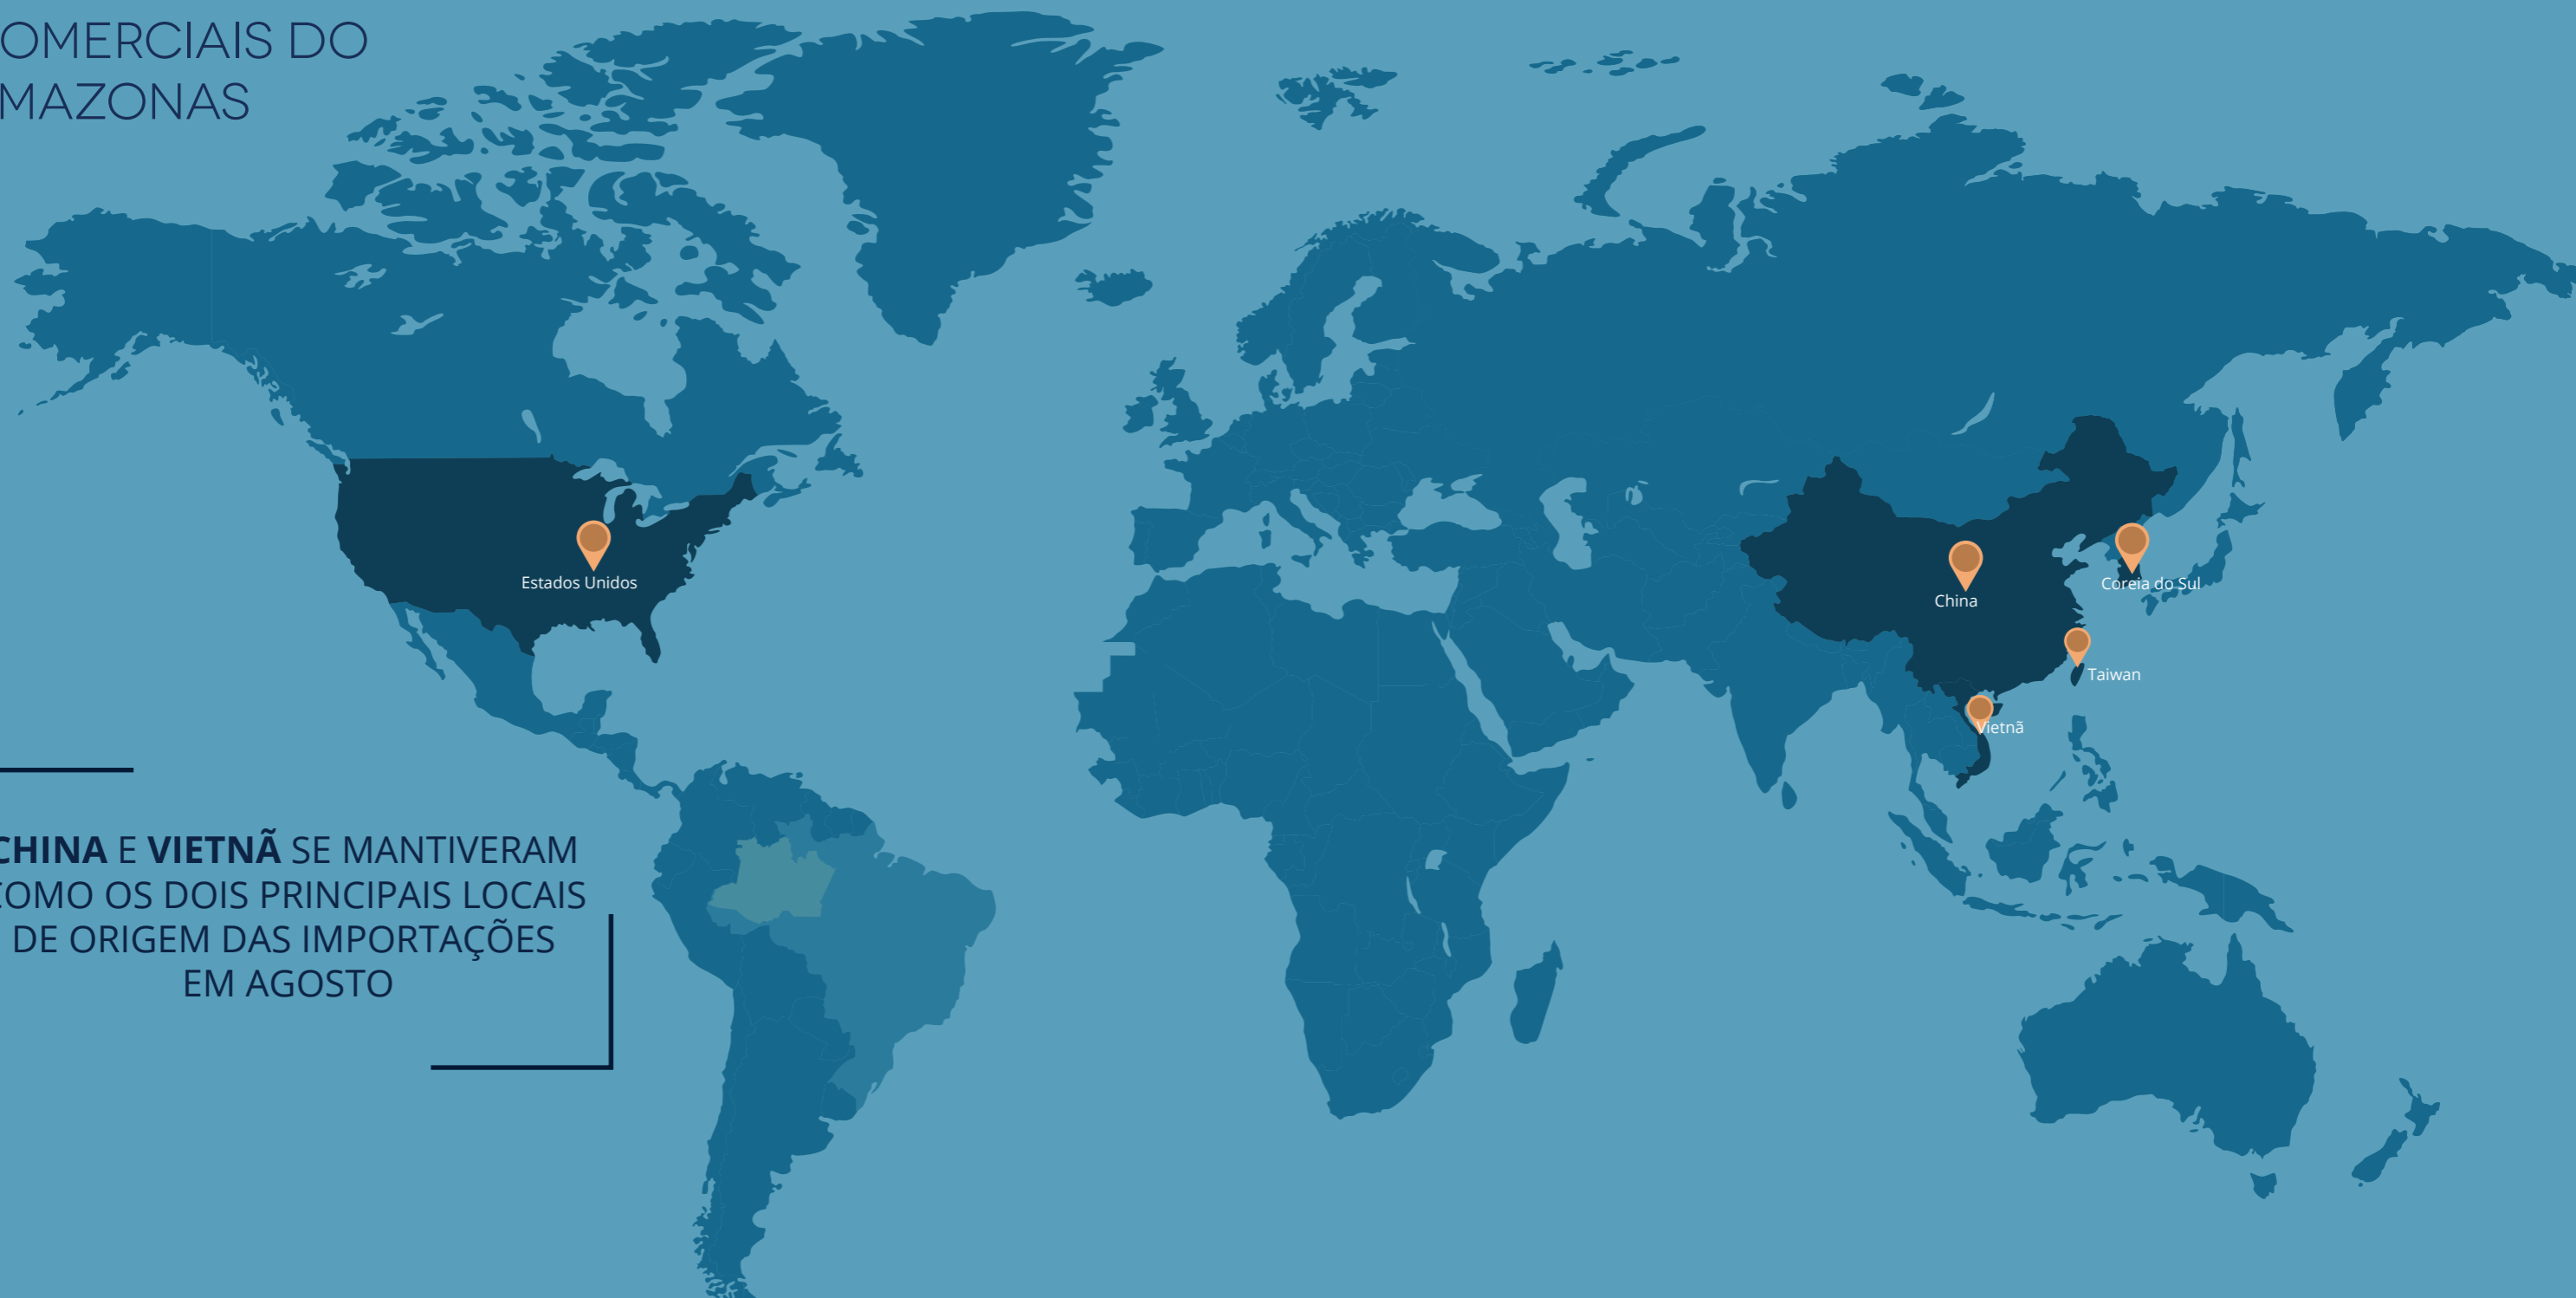 OMERCIAIS DO
MAZONAS
Estados Unidos
China
Coreia do Sul
Taiwan
Vietnã
CHINA E VIETNÃ SE MANTIVERAM
COMO OS DOIS PRINCIPAIS LOCAIS
DE ORIGEM DAS IMPORTAÇÕES
EM AGOSTO